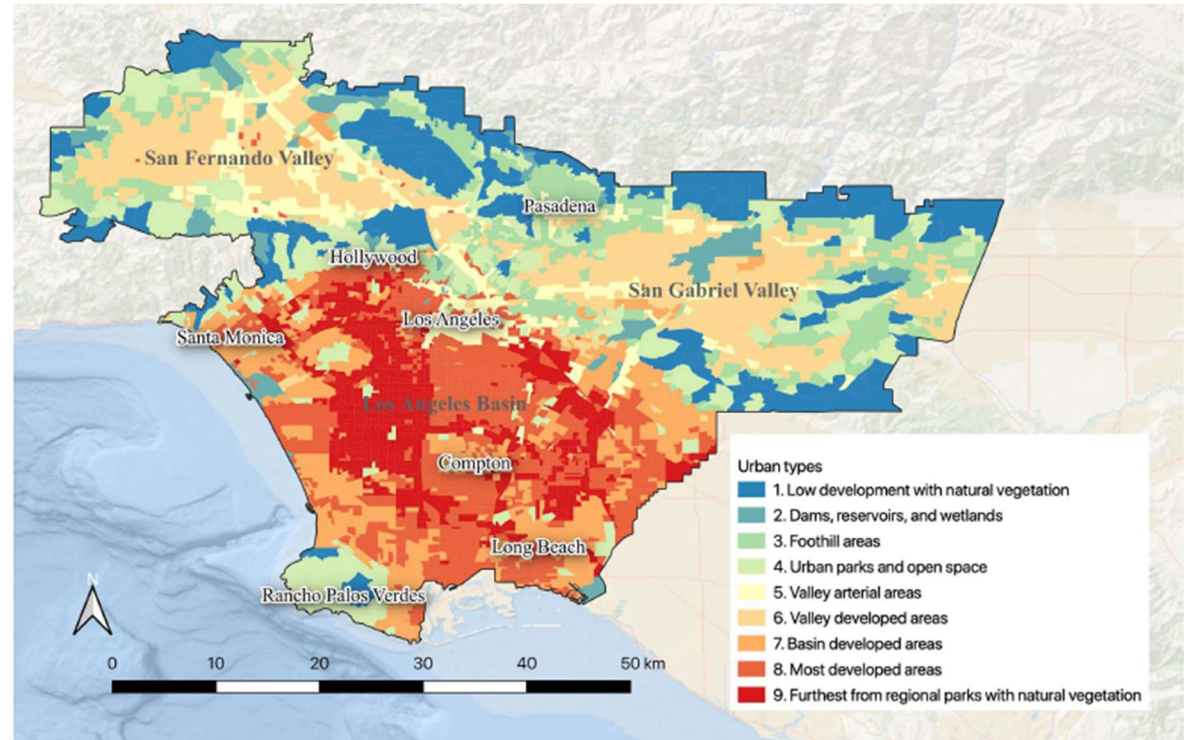 San Fernando Valley
Pasadena
Hollywood
San Gabriel Valley
Los Angeles
Santa Monica
Los Angeles Basin
Compton
Long Beach
Rancho Palos Verdes
N
0 10 20 30 40 50 km
Urban types
1. Low development with natural vegetation
2. Dams, reservoirs, and wetlands
3. Foothill areas
4. Urban parks and open space
5. Valley arterial areas
6. Valley developed areas
7. Basin developed areas
8. Most developed areas
9. Furthest from regional parks with natural vegetation